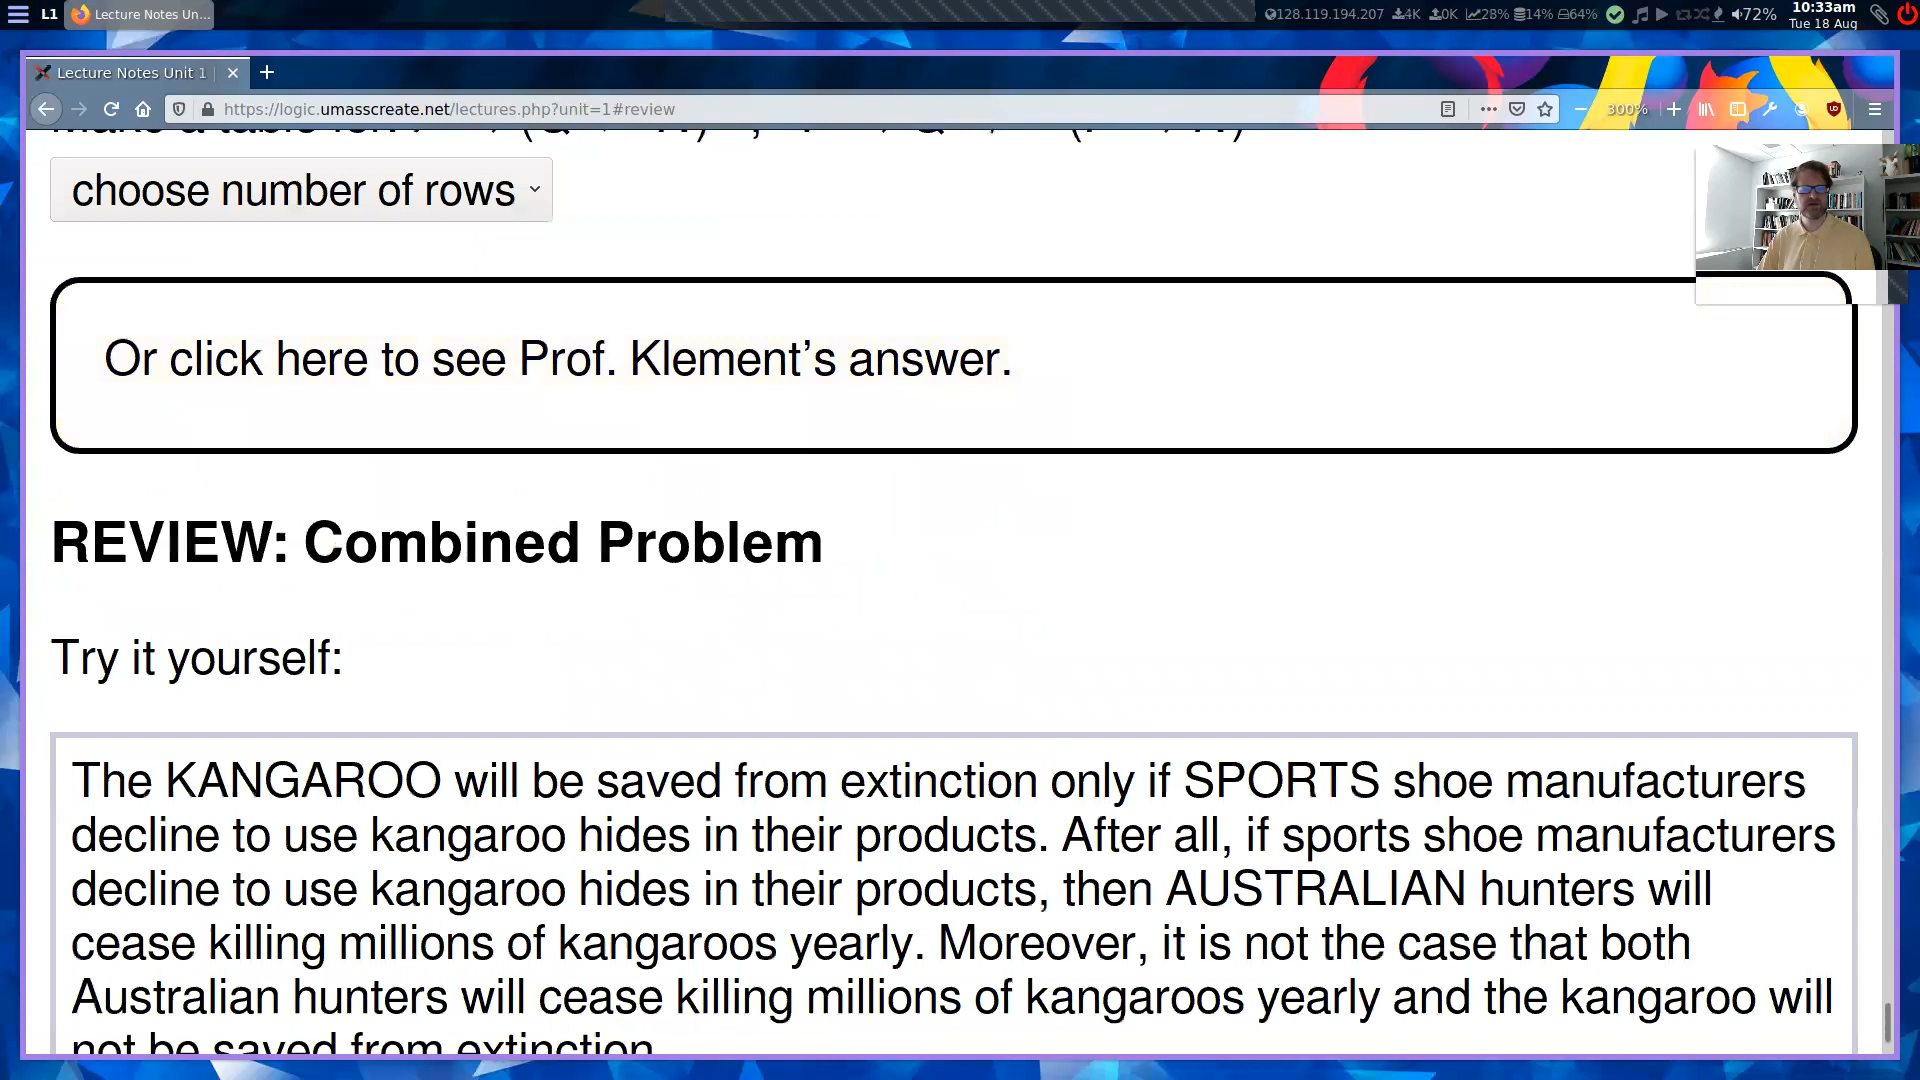 L1 Lecture Notes Un... 128.119.194.207 4K 0K 28% 14% 64% 72% 10:33am
Tue 18 Aug
Lecture Notes Unit 1
https://logic.umasscreate.net/lectures.php?unit=1#review 300%
choose number of rows
Or click here to see Prof. Klement’s answer.
REVIEW: Combined Problem
Try it yourself:
The KANGAROO will be saved from extinction only if SPORTS shoe manufacturers
decline to use kangaroo hides in their products. After all, if sports shoe manufacturers
decline to use kangaroo hides in their products, then AUSTRALIAN hunters will
cease killing millions of kangaroos yearly. Moreover, it is not the case that both
Australian hunters will cease killing millions of kangaroos yearly and the kangaroo will
not be saved from extinction.